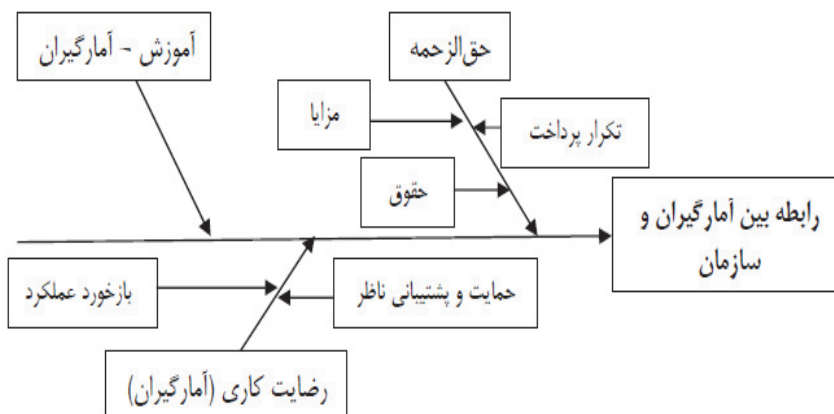 حق‌الزحمه
آموزش - آمارگیران
مزایا
تکرار پرداخت
حقوق
رابطه بین آمارگیران و
سازمان
حمایت و پشتیبانی ناظر
بازخورد عملکرد
رضایت کاری (آمارگیران)